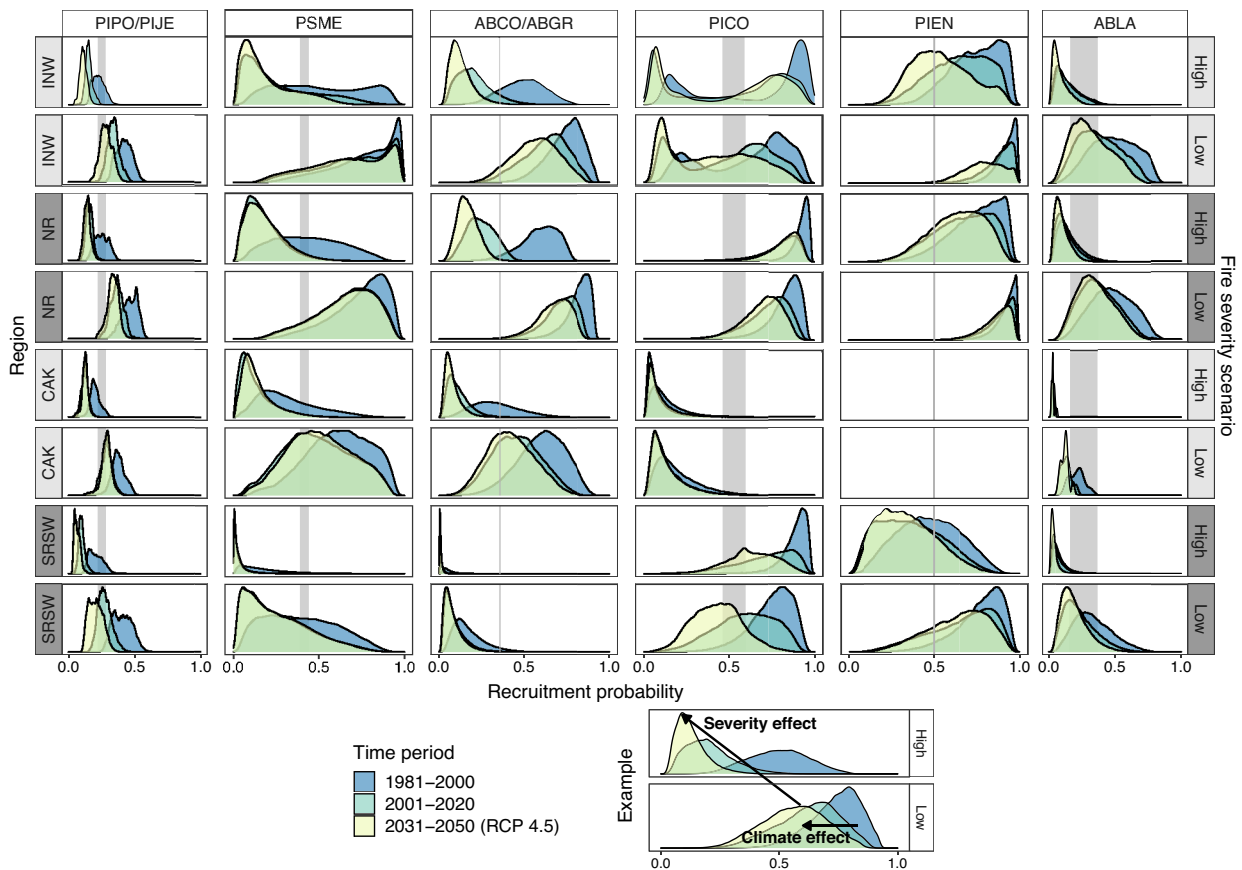 PIPO/PIJE PSME ABCO/ABGR PICO PIEN ABLA
INW High
INW Low
NR High
NR Low
CAK High
CAK Low
SRSW High
SRSW Low
Region
Fire severity scenario
0.0 0.5 1.0 0.0 0.5 1.0 0.0 0.5 1.0 0.0 0.5 1.0 0.0 0.5 1.0 0.0 0.5 1.0
Recruitment probability
Time period
1981–2000
2001–2020
2031–2050 (RCP 4.5)
Example
Severity effect
High
Climate effect
Low
0.0 0.5 1.0